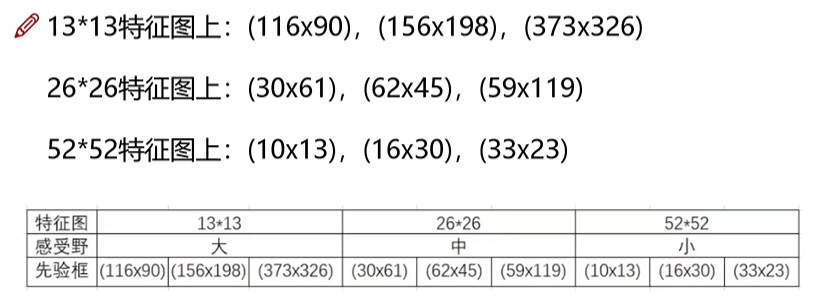 13*13特征图上：(116x90)，(156x198)，(373x326)
26*26特征图上：(30x61)，(62x45)，(59x119)
52*52特征图上：(10x13)，(16x30)，(33x23)
特征图 13*13 26*26 52*52
感受野 大 中 小
先验框 (116x90) (156x198) (373x326) (30x61) (62x45) (59x119) (10x13) (16x30) (33x23)